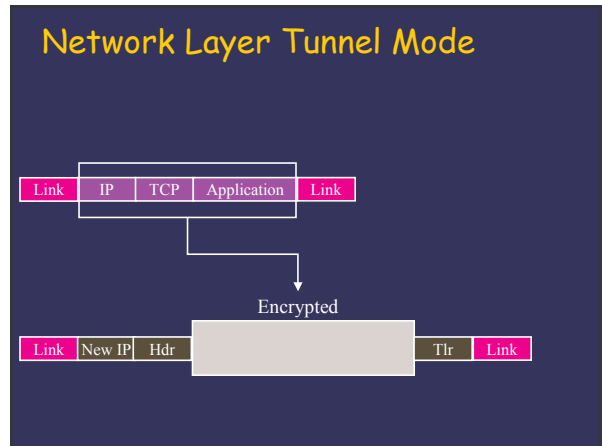 Network Layer Tunnel Mode
Link IP TCP Application Link
Encrypted
Link New IP Hdr Tlr Link